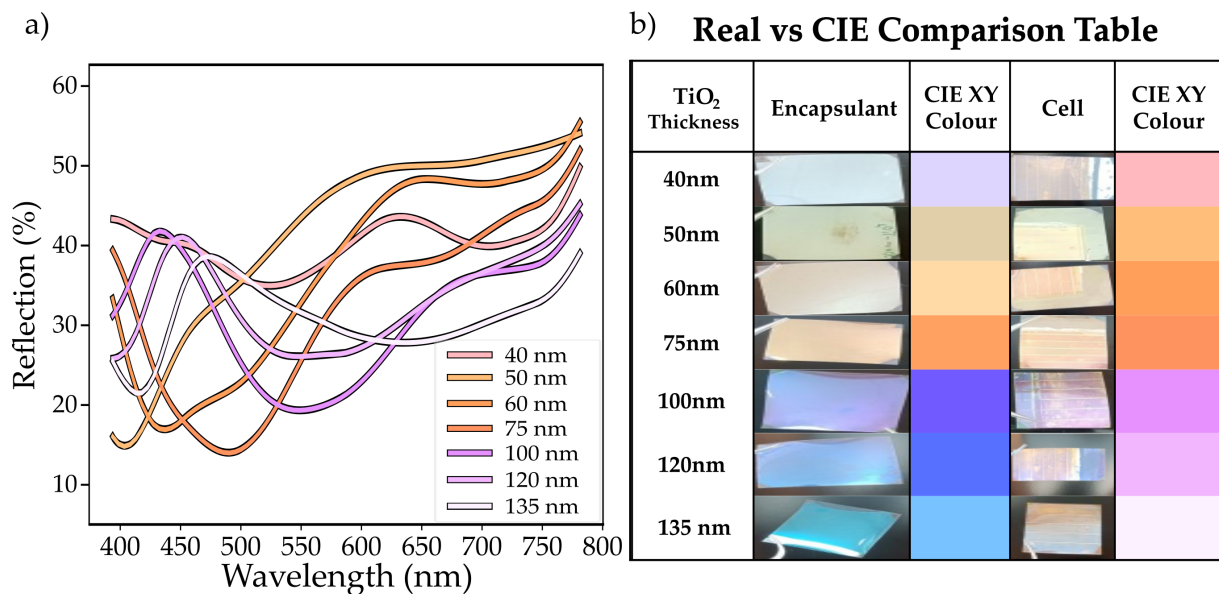 a)
Reflection (%)
60
50
40
30
20
10
400 450 500 550 600 650 700 750 800
Wavelength (nm)
40 nm
50 nm
60 nm
75 nm
100 nm
120 nm
135 nm
b) Real vs CIE Comparison Table
TiO₂
Thickness
Encapsulant
CIE XY
Colour
Cell
CIE XY
Colour
40nm
50nm
60nm
75nm
100nm
120nm
135 nm